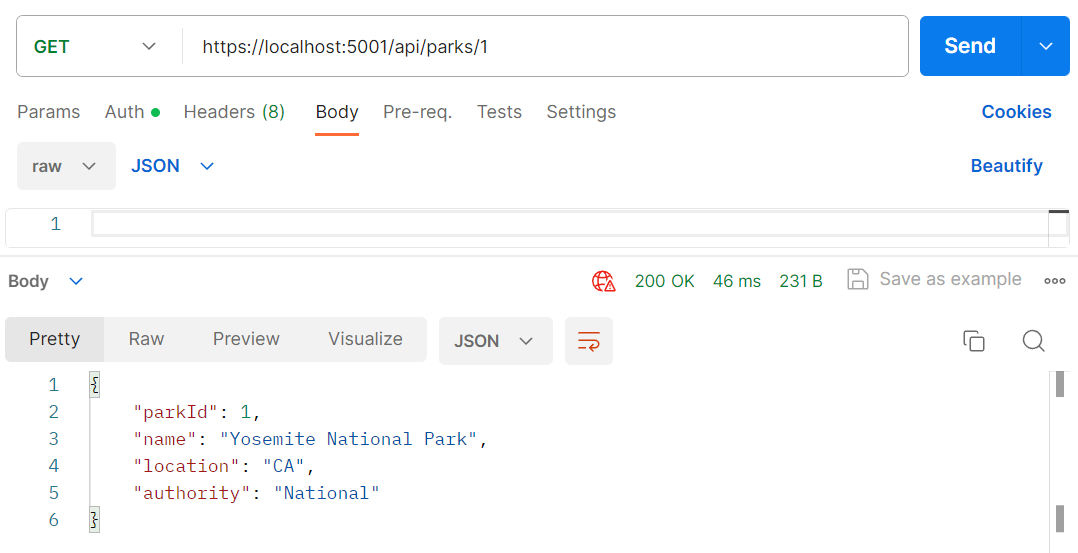 GET https://localhost:5001/api/parks/1 Send
Params Auth Headers (8) Body Pre-req. Tests Settings Cookies
raw JSON Beautify
1
Body 200 OK 46 ms 231 B Save as example
Pretty Raw Preview Visualize JSON
1 {
2 "parkId": 1,
3 "name": "Yosemite National Park",
4 "location": "CA",
5 "authority": "National"
6 }